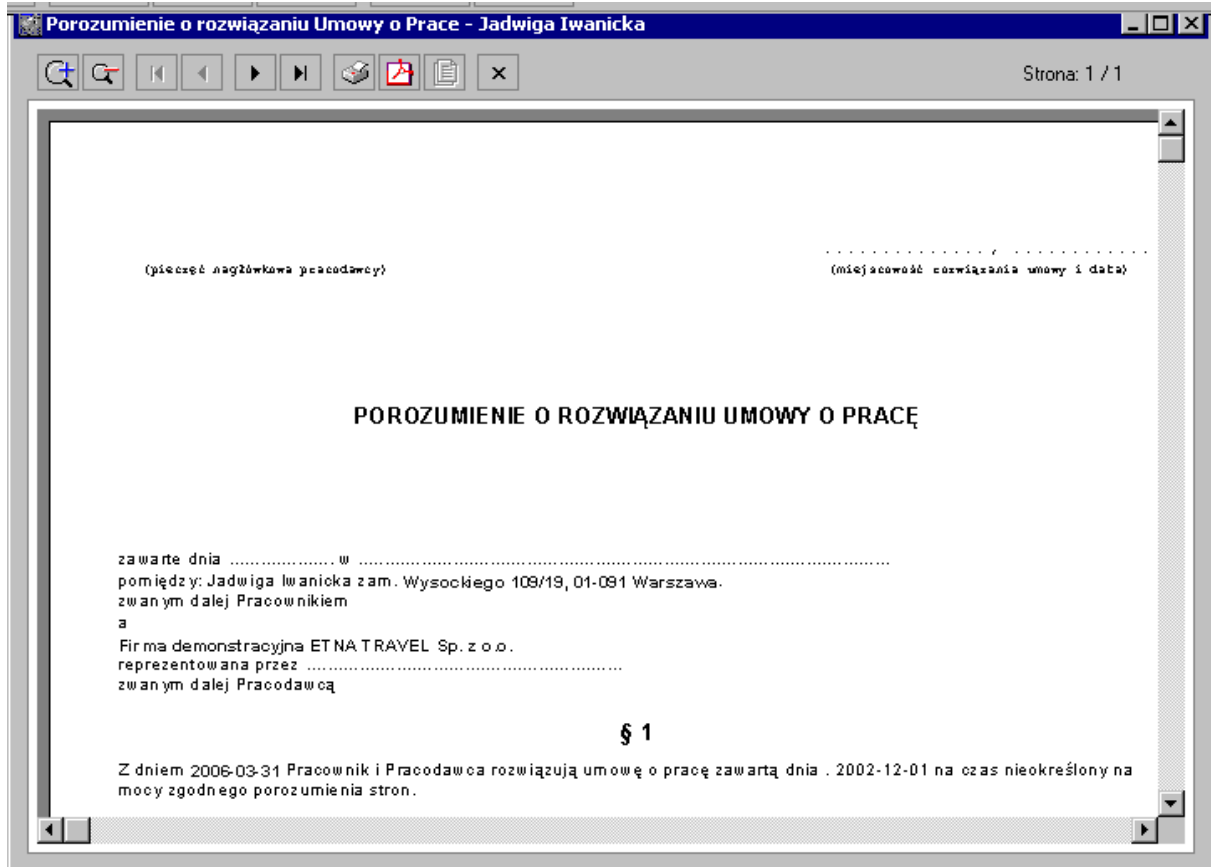 Porozumienie o rozwiązaniu Umowy o Prace - Jadwiga Iwanicka
Strona: 1 / 1
. . . . . . . . . . . . . . . , . . . . . . . . . . . . .
(pieczęć nagłówkowa pracodawcy) (miejscowość rozwiązania umowy i data)
POROZUMIENIE O ROZWIĄZANIU UMOWY O PRACĘ
zawarte dnia .................... w ......................................................................................................
pomiędzy: Jadwiga Iwanicka zam. Wysockiego 109/19, 01-091 Warszawa.
zwanym dalej Pracownikiem
a
Firma demonstracyjna ETNA TRAVEL Sp. z o.o.
reprezentowana przez ............................................................
zwanym dalej Pracodawcą
§ 1
Z dniem 2006-03-31 Pracownik i Pracodawca rozwiązują umowę o pracę zawartą dnia . 2002-12-01 na czas nieokreślony na
mocy zgodnego porozumienia stron.